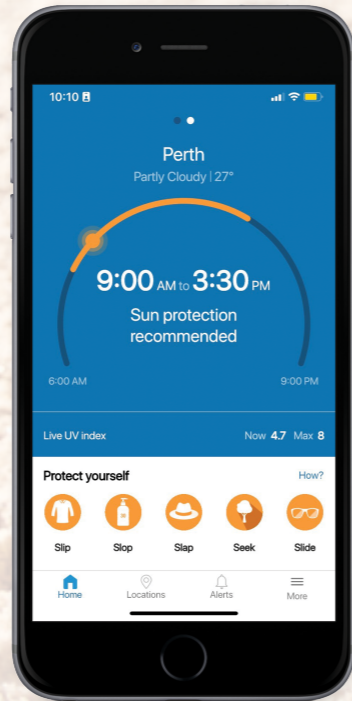 10:10
Perth
Partly Cloudy | 27°
9:00 AM to 3:30 PM
Sun protection
recommended
6:00 AM
9:00 PM
Live UV index
Now 4.7 Max 8
Protect yourself
How?
Slip
Slop
Slap
Seek
Slide
Home
Locations
Alerts
More